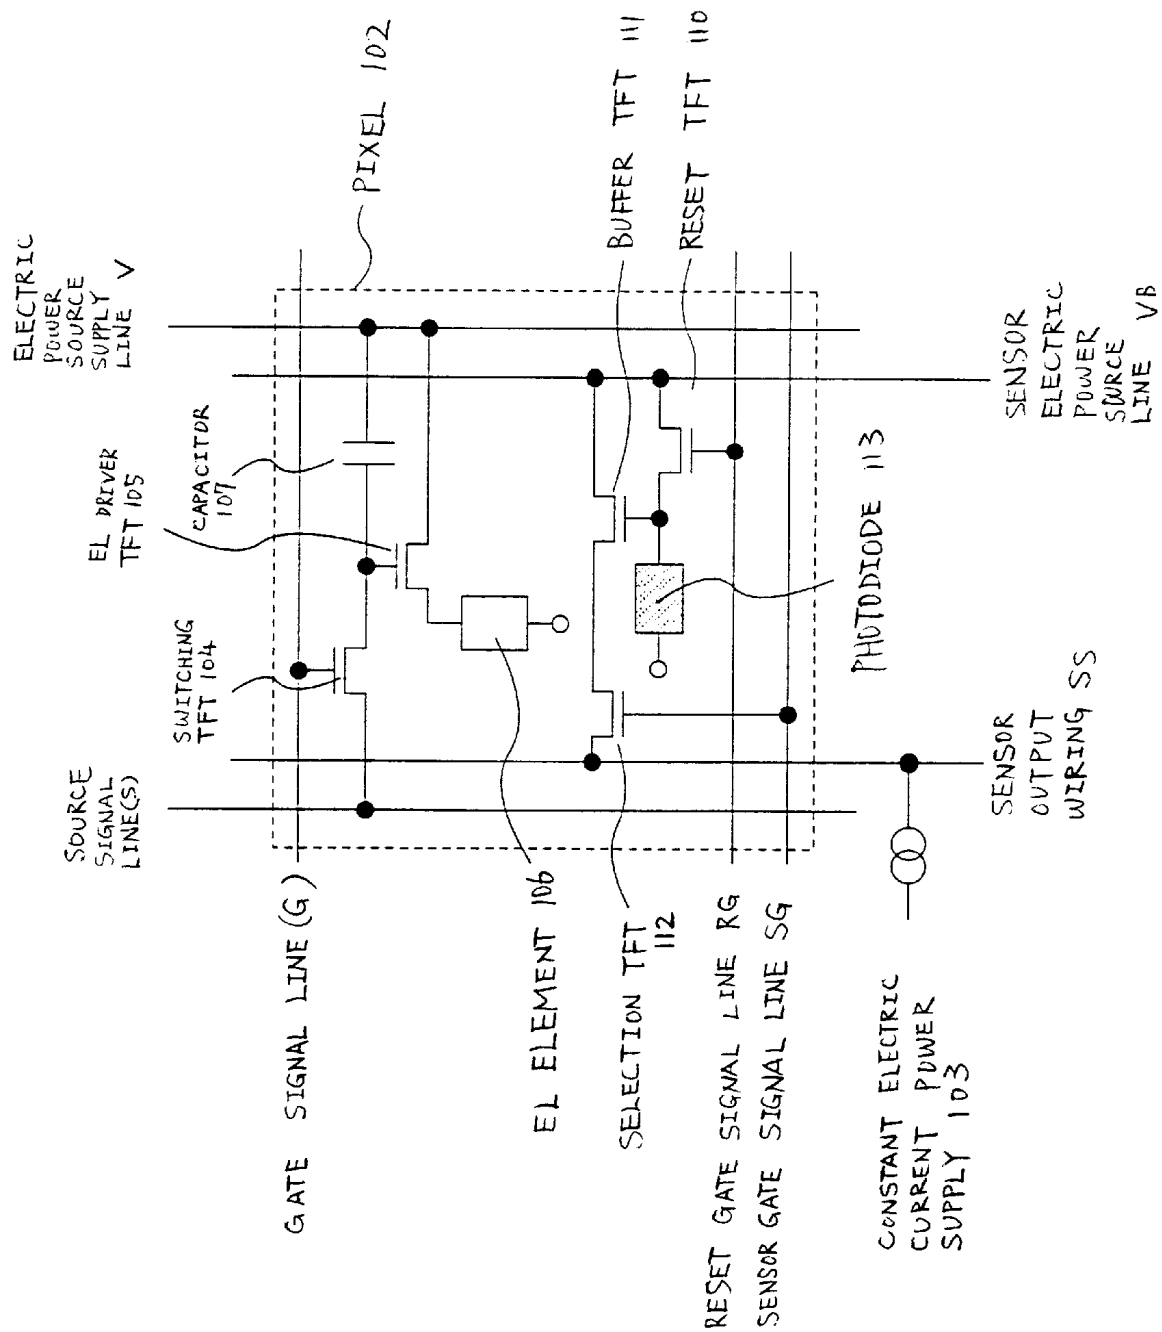 ELECTRIC
POWER
SOURCE
SUPPLY
LINE V
PIXEL 102
BUFFER TFT 111
RESET TFT 110
SENSOR
ELECTRIC
POWER
SOURCE
LINE VB
EL DRIVER
TFT 105
CAPACITOR
107
SWITCHING
TFT 104
PHOTODIODE 113
SOURCE
SIGNAL
LINE(S)
SENSOR
OUTPUT
WIRING SS
GATE SIGNAL LINE(G)
EL ELEMENT 106
SELECTION TFT
112
RESET GATE SIGNAL LINE RG
SENSOR GATE SIGNAL LINE SG
CONSTANT ELECTRIC
CURRENT POWER
SUPPLY 103